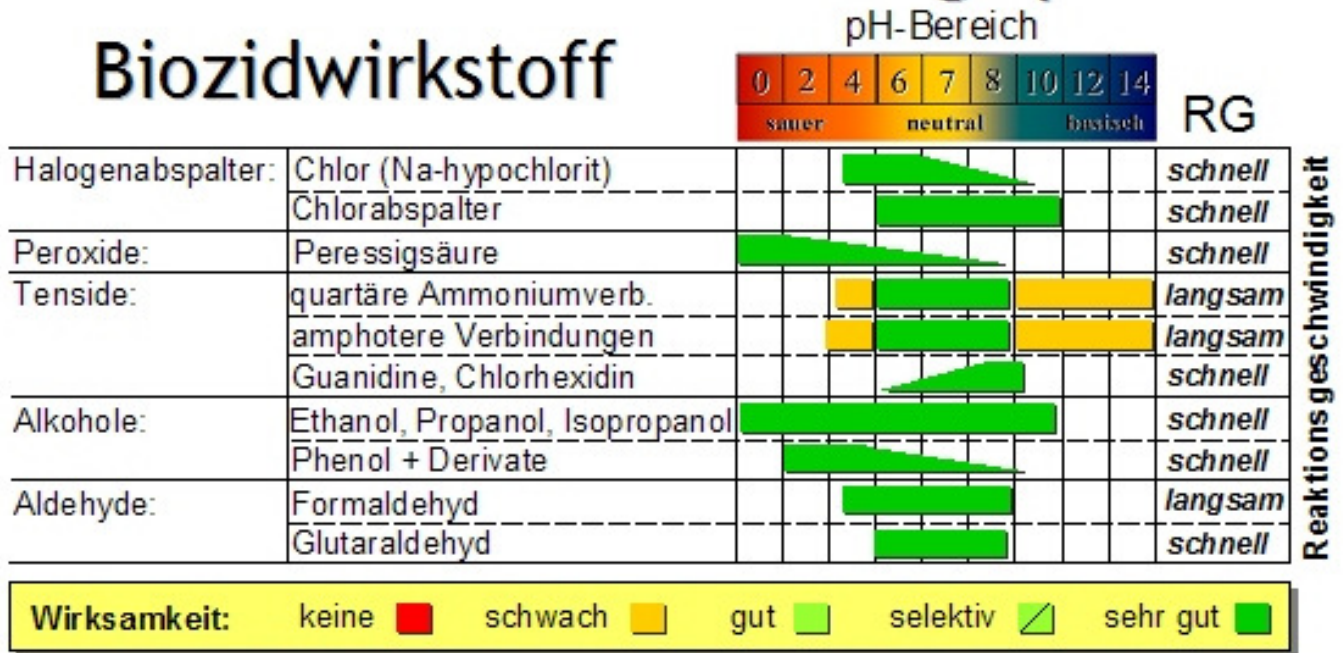 pH-Bereich
Biozidwirkstoff
0 2 4 6 7 8 10 12 14
sauer neutral basisch
RG
Halogenabspalter: Chlor (Na-hypochlorit) schnell
Chlorabspalter schnell
Peroxide: Peressigsäure schnell
Tenside: quartäre Ammoniumverb. langsam
amphotere Verbindungen langsam
Guanidine, Chlorhexidin schnell
Alkohole: Ethanol, Propanol, Isopropanol schnell
Phenol + Derivate schnell
Aldehyde: Formaldehyd langsam
Glutaraldehyd schnell
Reaktionsgeschwindigkeit
Wirksamkeit: keine schwach gut selektiv sehr gut